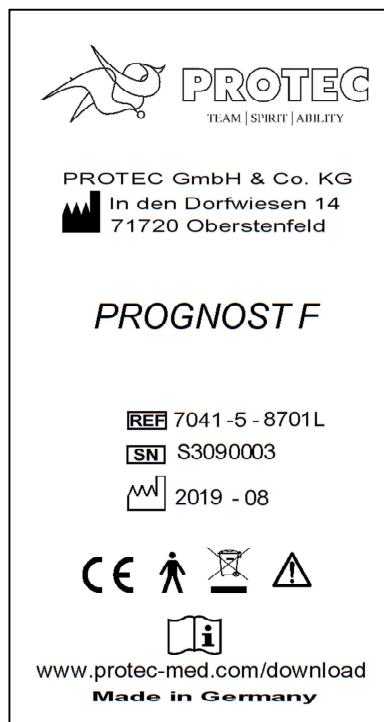 PROTEC
TEAM | SPIRIT | ABILITY
PROTEC GmbH & Co. KG
In den Dorfwiesen 14
71720 Oberstenfeld
PROGNOST F
REF 7041-5-8701L
SN S3090003
2019-08
CE
i
www.protec-med.com/download
Made in Germany